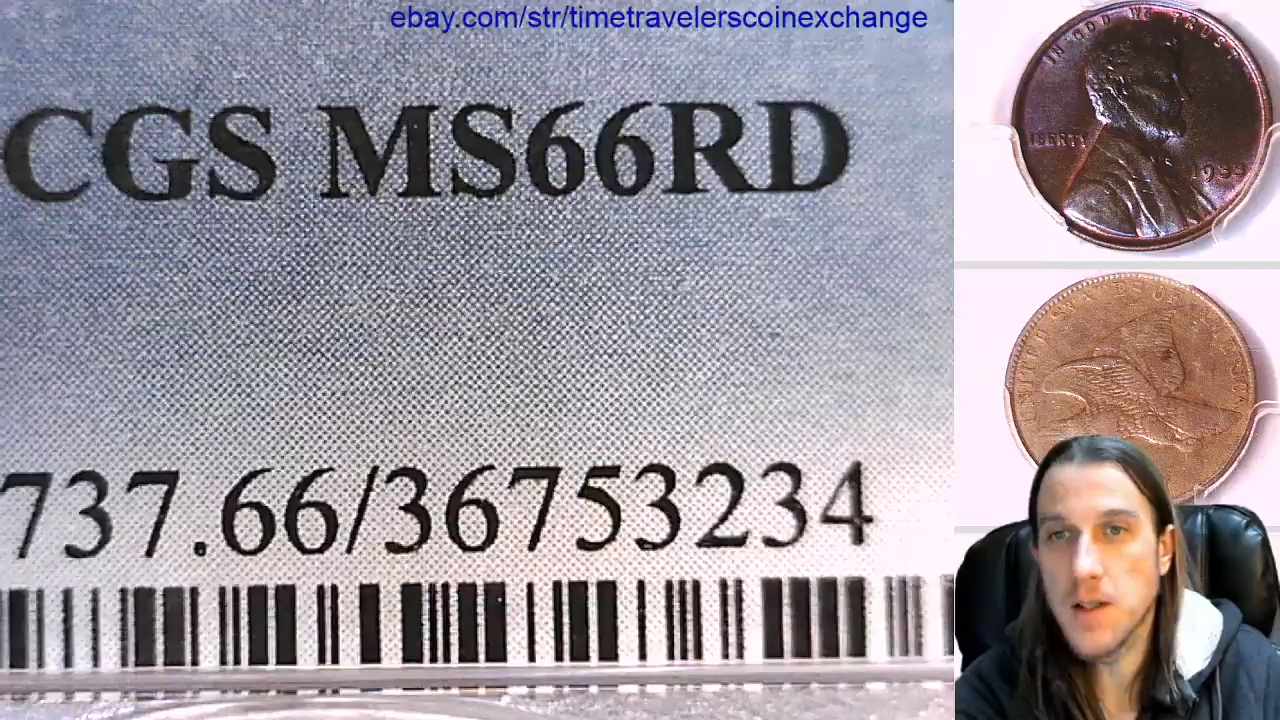 ebay.com/str/timetravelerscoinexchange
CGS MS66RD
737.66/36753234
IN GOD WE TRUST
LIBERTY